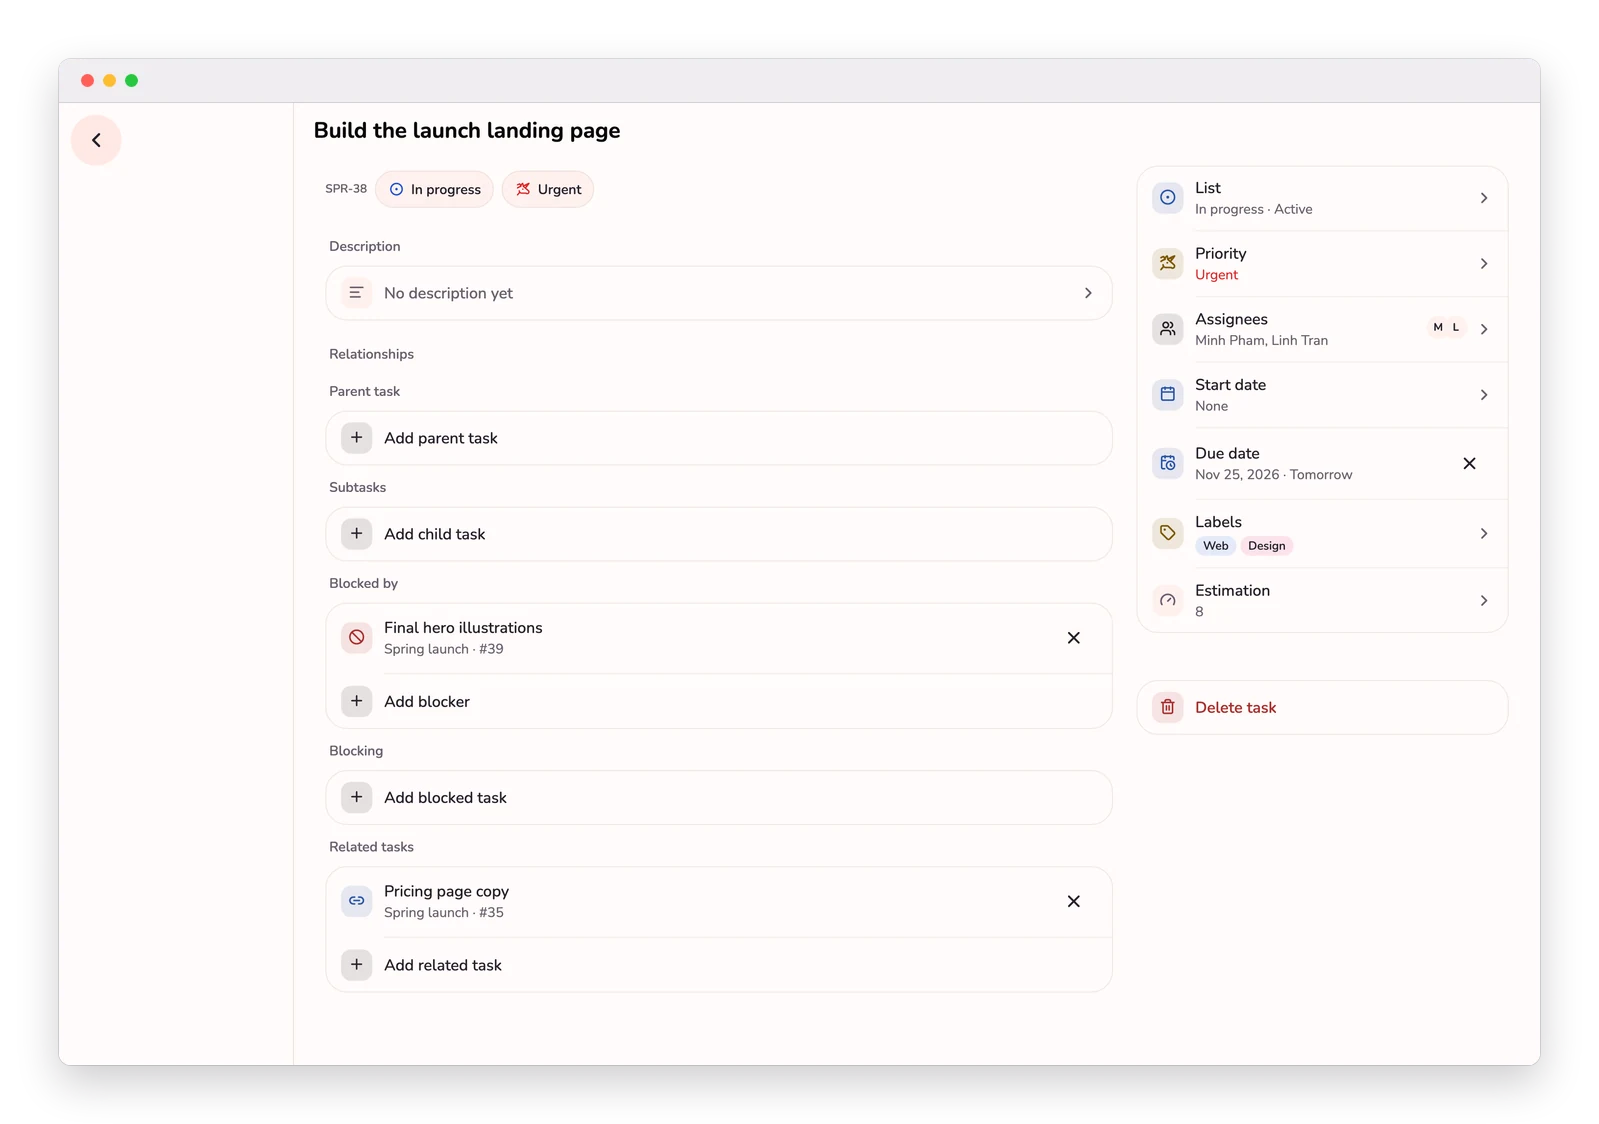 Build the launch landing page
SPR-38
In progress
Urgent
Description
No description yet
Relationships
Parent task
Add parent task
Subtasks
Add child task
Blocked by
Final hero illustrations
Spring launch · #39
Add blocker
Blocking
Add blocked task
Related tasks
Pricing page copy
Spring launch · #35
Add related task
List
In progress · Active
Priority
Urgent
Assignees
Minh Pham, Linh Tran
M L
Start date
None
Due date
Nov 25, 2026 · Tomorrow
Labels
Web Design
Estimation
8
Delete task